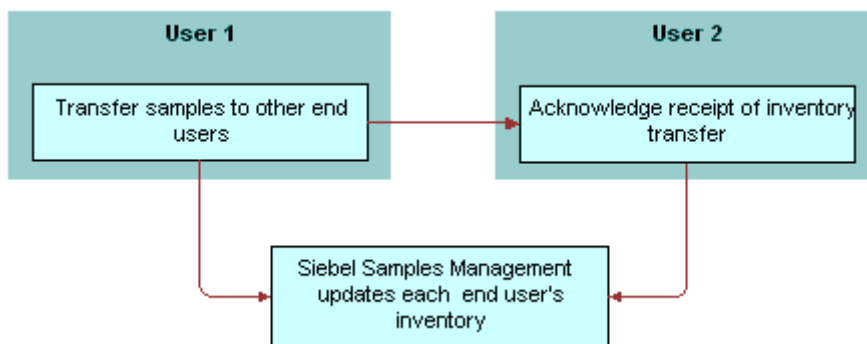 User 1
User 2
Transfer samples to other end
users
Acknowledge receipt of inventory
transfer
Siebel Samples Management
updates each end user's
inventory